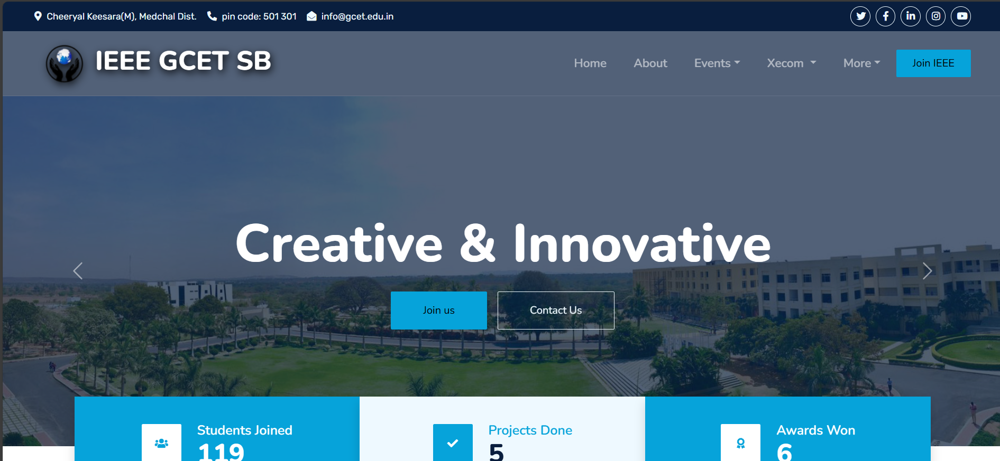 Cheeryal Keesara(M), Medchal Dist. pin code: 501 301 info@gcet.edu.in
IEEE GCET SB
Home About Events Xecom More Join IEEE
Creative & Innovative
Join us Contact Us
Students Joined
119
Projects Done
5
Awards Won
6